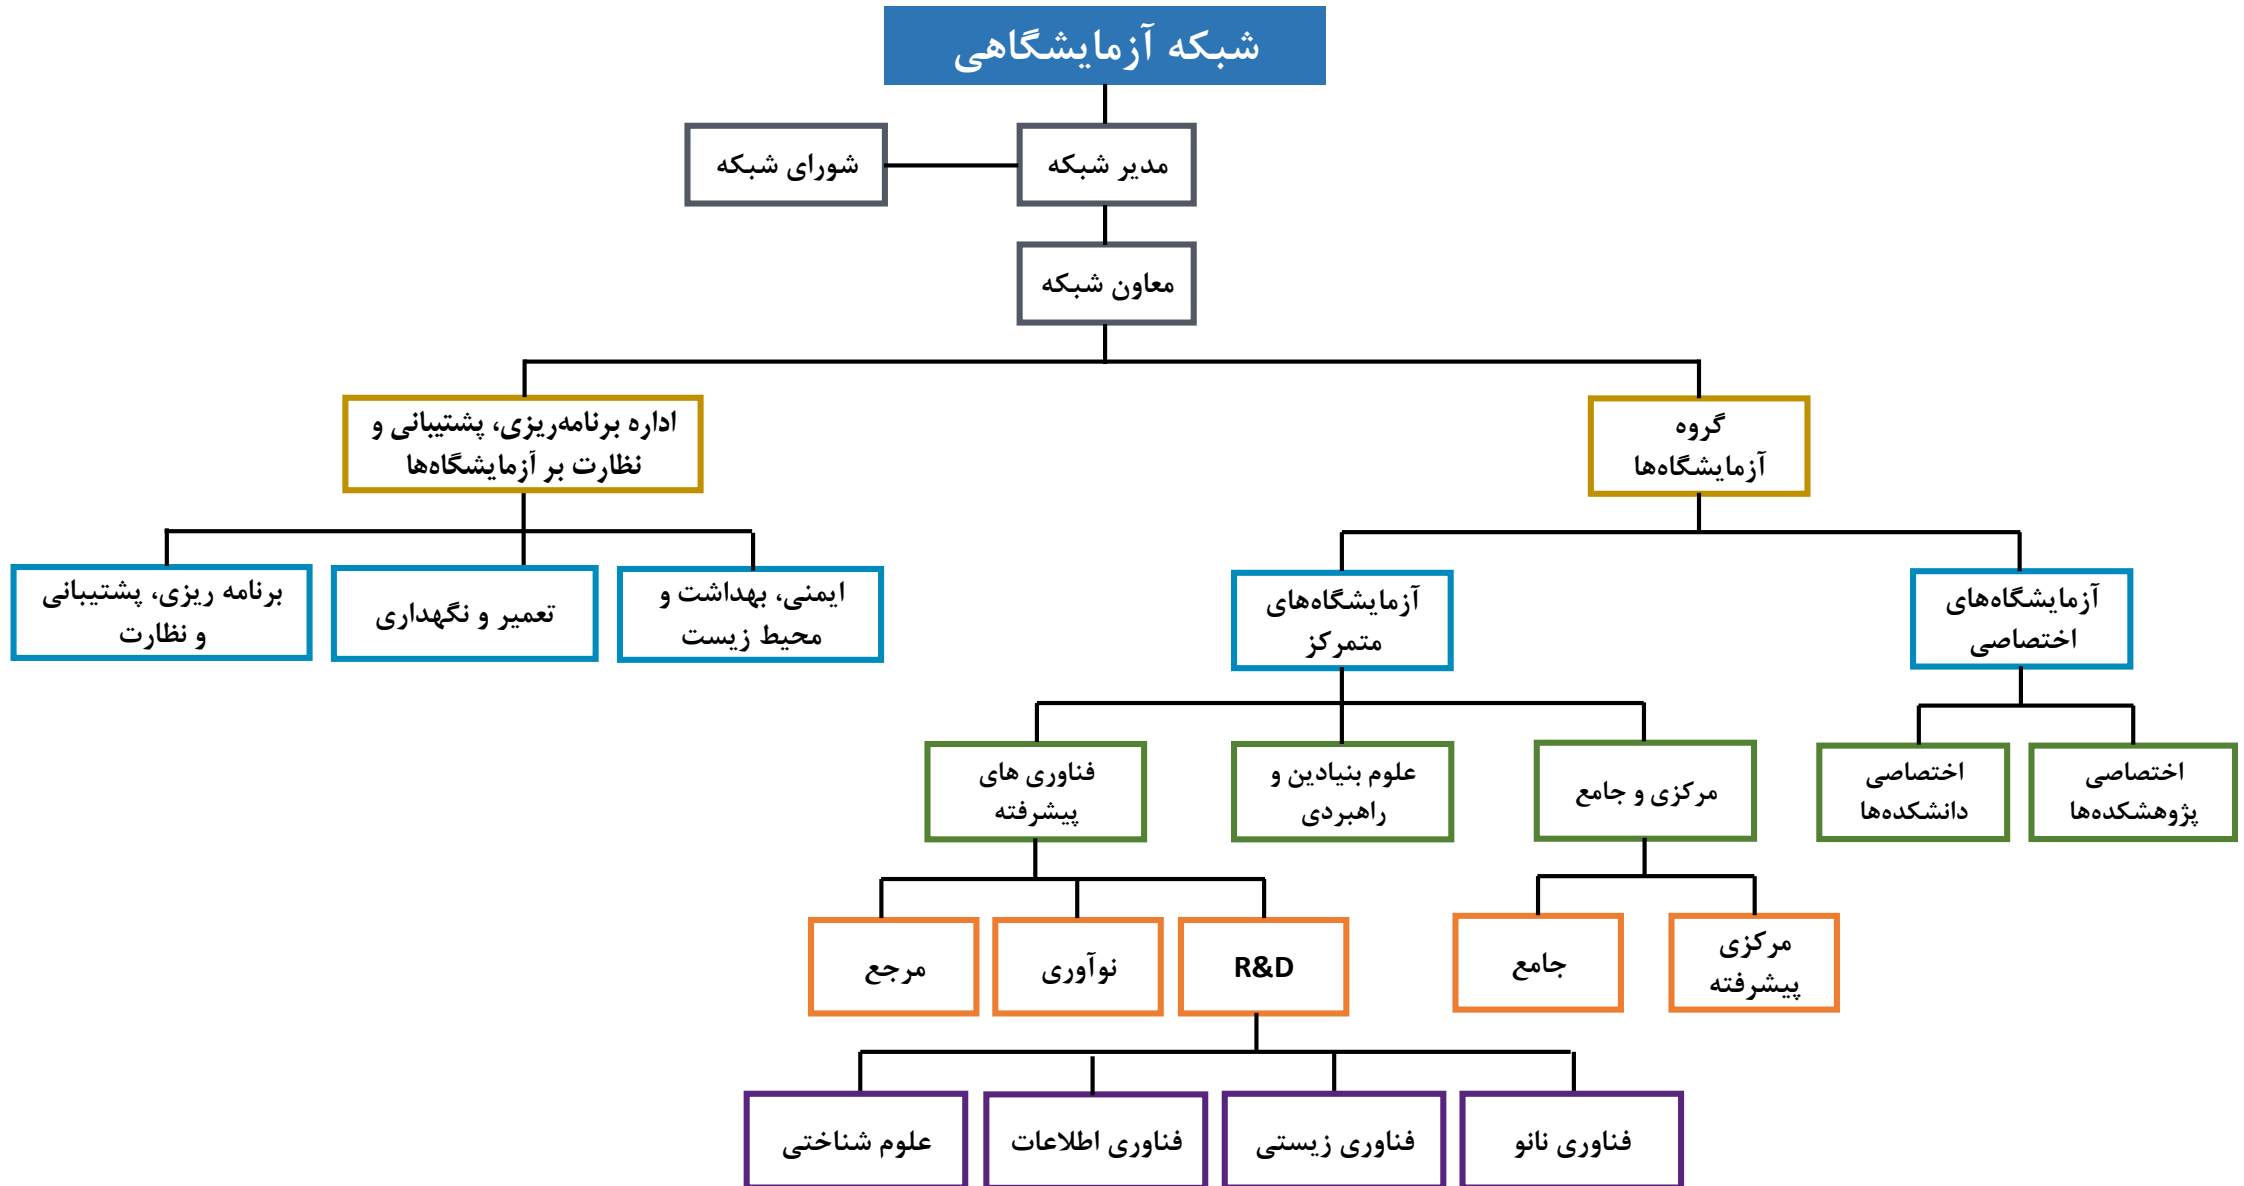 شبکه آزمایشگاهی
مدیر شبکه
شورای شبکه
معاون شبکه
گروه
آزمایشگاه‌ها
اداره برنامه‌ریزی، پشتیبانی و
نظارت بر آزمایشگاه‌ها
آزمایشگاه‌های
اختصاصی
آزمایشگاه‌های
متمرکز
ایمنی، بهداشت و
محیط زیست
تعمیر و نگهداری
برنامه ریزی، پشتیبانی
و نظارت
اختصاصی
پژوهشکده‌ها
اختصاصی
دانشکده‌ها
مرکزی و جامع
علوم بنیادین و
راهبردی
فناوری های
پیشرفته
مرکزی
پیشرفته
جامع
R&D
نوآوری
مرجع
فناوری نانو
فناوری زیستی
فناوری اطلاعات
علوم شناختی